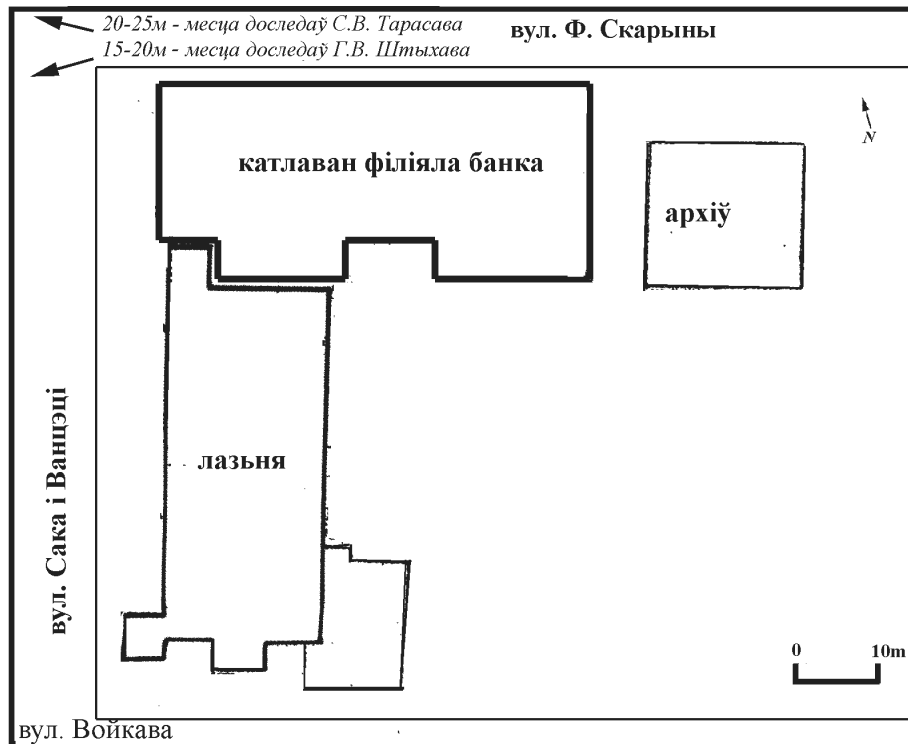 20-25м - месца доследаў С.В. Тарасава
15-20м - месца доследаў Г.В. Штыхава
вул. Ф. Скарыны
N
катлаван філіяла банка
архіў
лазьня
вул. Сака і Ванцэці
0 10m
вул. Войкава